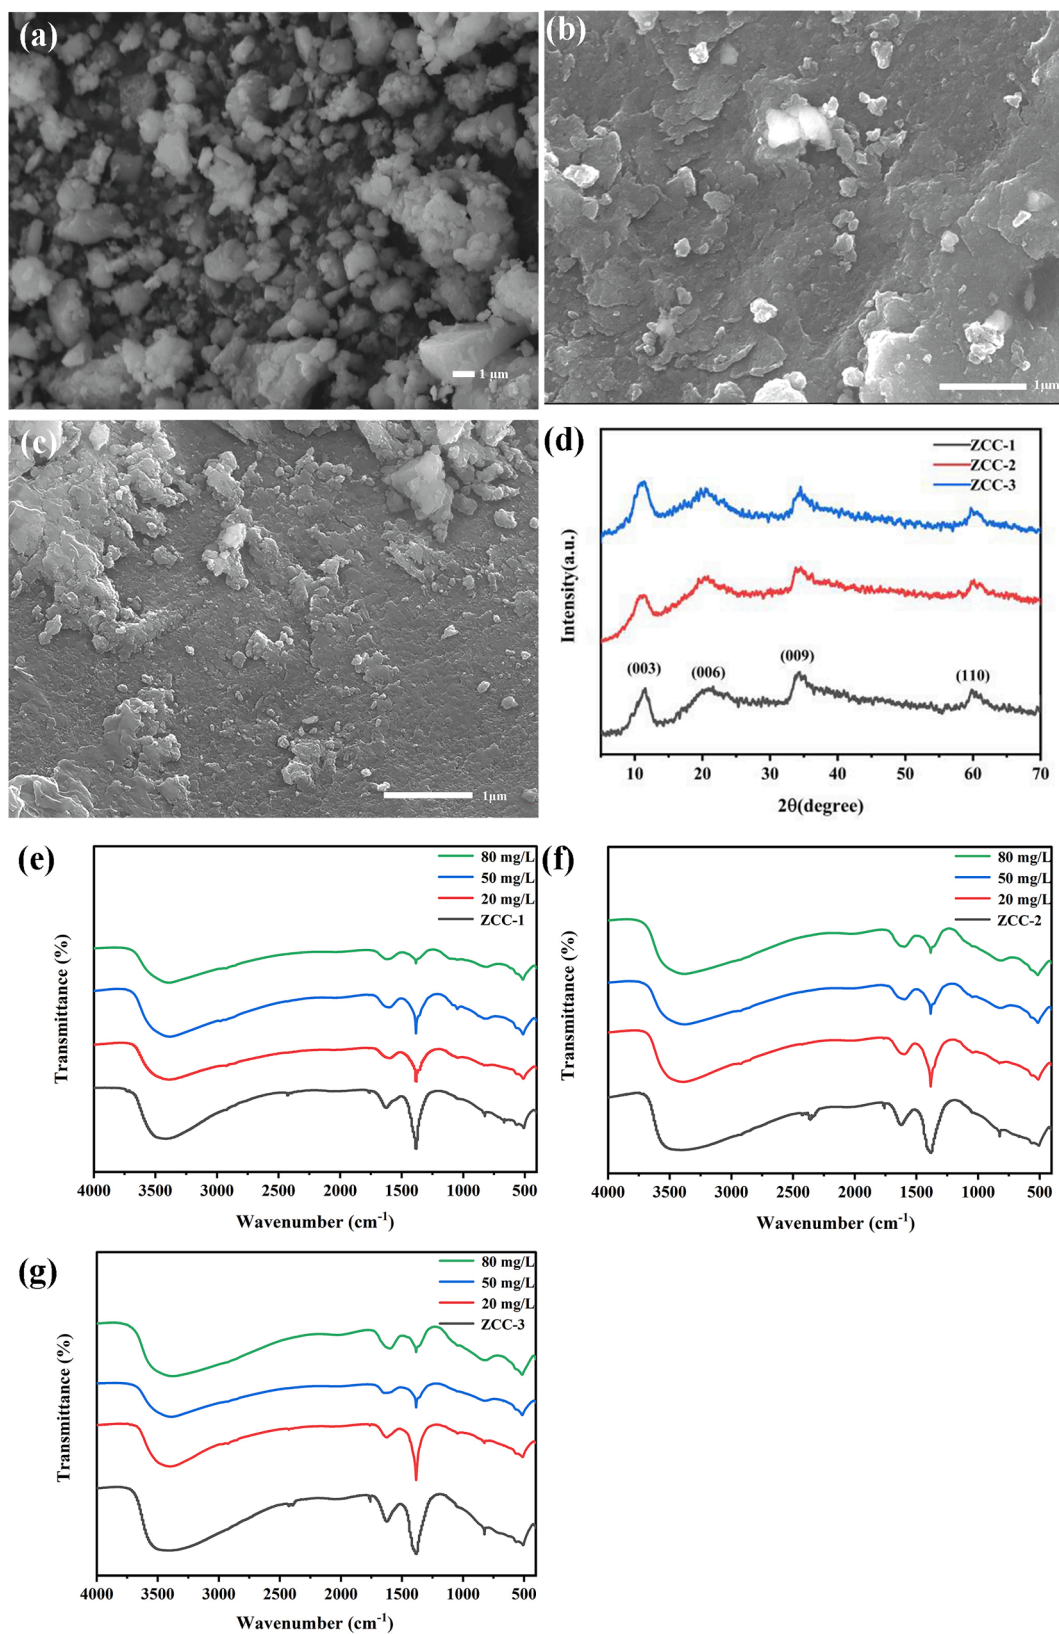 (a)
1 μm
(b)
1μm
(c)
1μm
(d)
ZCC-1
ZCC-2
ZCC-3
Intensity(a.u.)
(003)
(006)
(009)
(110)
10 20 30 40 50 60 70
2θ(degree)
(e)
80 mg/L
50 mg/L
20 mg/L
ZCC-1
Transmittance (%)
4000 3500 3000 2500 2000 1500 1000 500
Wavenumber (cm⁻¹)
(f)
80 mg/L
50 mg/L
20 mg/L
ZCC-2
Transmittance (%)
4000 3500 3000 2500 2000 1500 1000 500
Wavenumber (cm⁻¹)
(g)
80 mg/L
50 mg/L
20 mg/L
ZCC-3
Transmittance (%)
4000 3500 3000 2500 2000 1500 1000 500
Wavenumber (cm⁻¹)